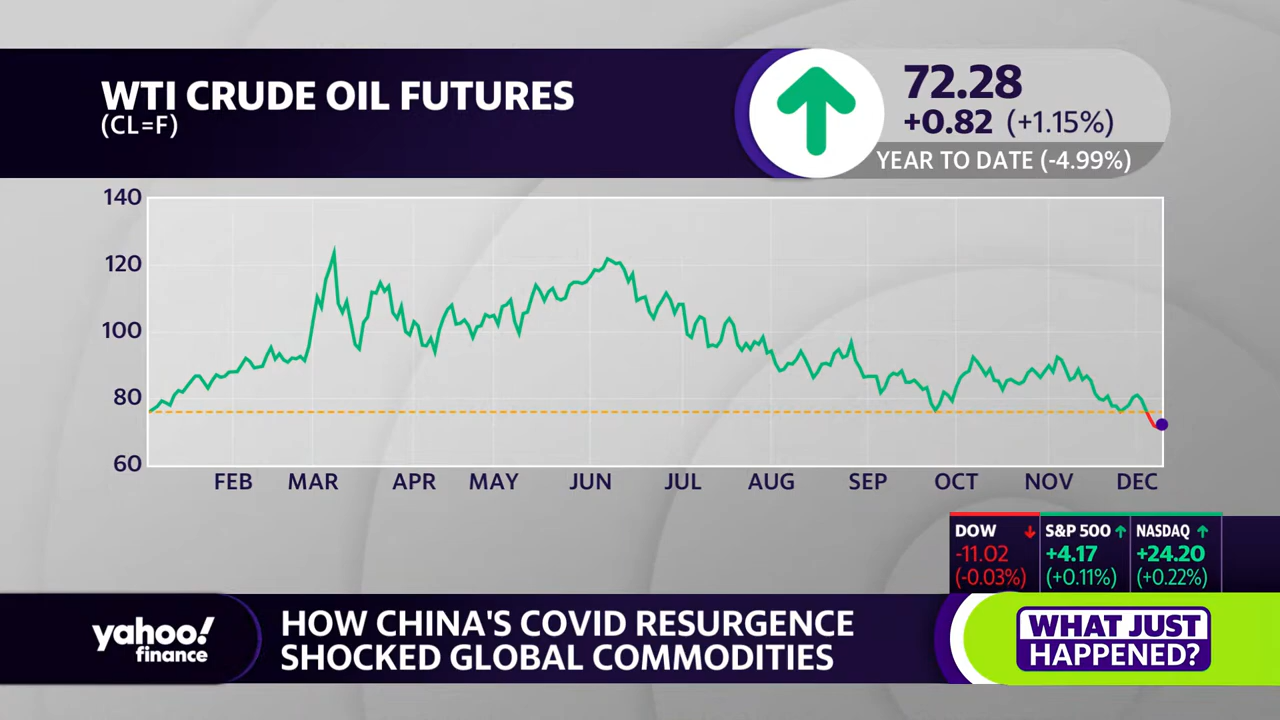 WTI CRUDE OIL FUTURES
(CL=F)
72.28
+0.82 (+1.15%)
YEAR TO DATE (-4.99%)
140
120
100
80
60
FEB MAR APR MAY JUN JUL AUG SEP OCT NOV DEC
DOW
-11.02
(-0.03%)
S&P 500
+4.17
(+0.11%)
NASDAQ
+24.20
(+0.22%)
yahoo!
finance
HOW CHINA'S COVID RESURGENCE
SHOCKED GLOBAL COMMODITIES
WHAT JUST
HAPPENED?